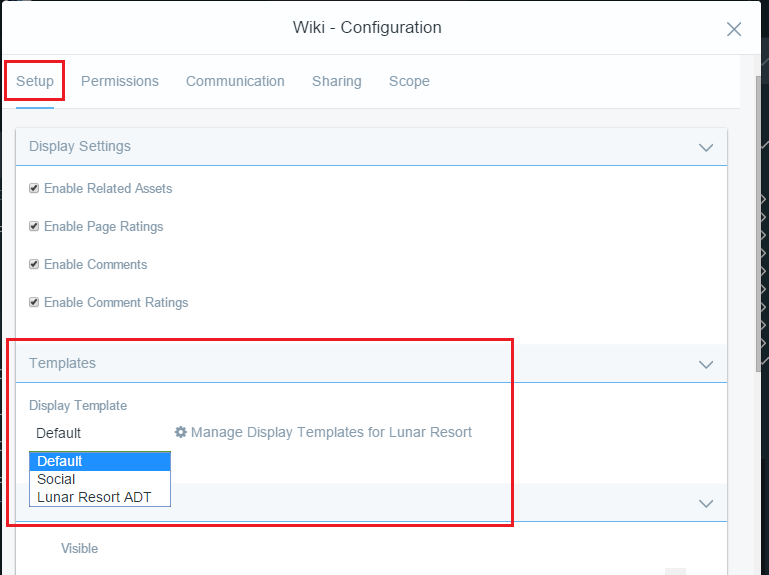 Wiki - Configuration
Setup Permissions Communication Sharing Scope
Display Settings
Enable Related Assets
Enable Page Ratings
Enable Comments
Enable Comment Ratings
Templates
Display Template
Default Manage Display Templates for Lunar Resort
Default
Social
Lunar Resort ADT
Visible